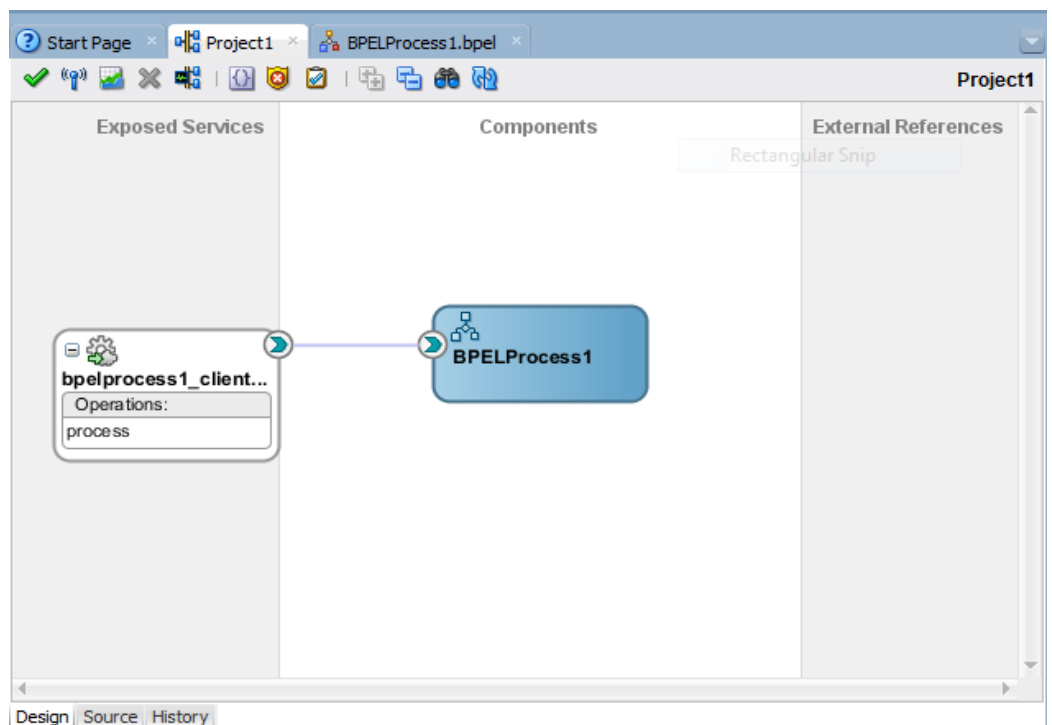 Start Page
Project1
BPELProcess1.bpel
Project1
Exposed Services
Components
External References
Rectangular Snip
bpelprocess1_client...
Operations:
process
BPELProcess1
Design
Source
History